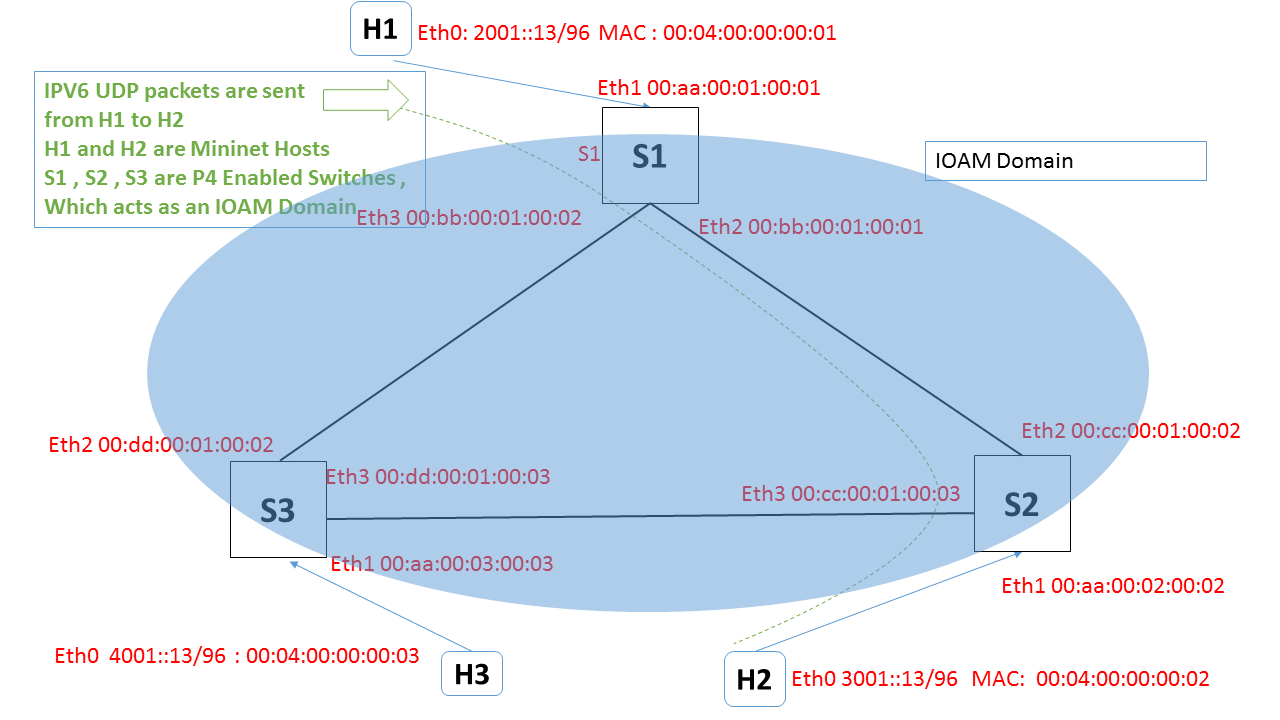 H1
Eth0: 2001::13/96 MAC : 00:04:00:00:00:01
IPV6 UDP packets are sent
from H1 to H2
H1 and H2 are Mininet Hosts
S1 , S2 , S3 are P4 Enabled Switches ,
Which acts as an IOAM Domain
Eth1 00:aa:00:01:00:01
S1
S1
IOAM Domain
Eth3 00:bb:00:01:00:02
Eth2 00:bb:00:01:00:01
Eth2 00:dd:00:01:00:02
Eth2 00:cc:00:01:00:02
Eth3 00:dd:00:01:00:03
Eth3 00:cc:00:01:00:03
S3
S2
Eth1 00:aa:00:03:00:03
Eth1 00:aa:00:02:00:02
Eth0 4001::13/96 : 00:04:00:00:00:03
H3
H2
Eth0 3001::13/96 MAC: 00:04:00:00:00:02